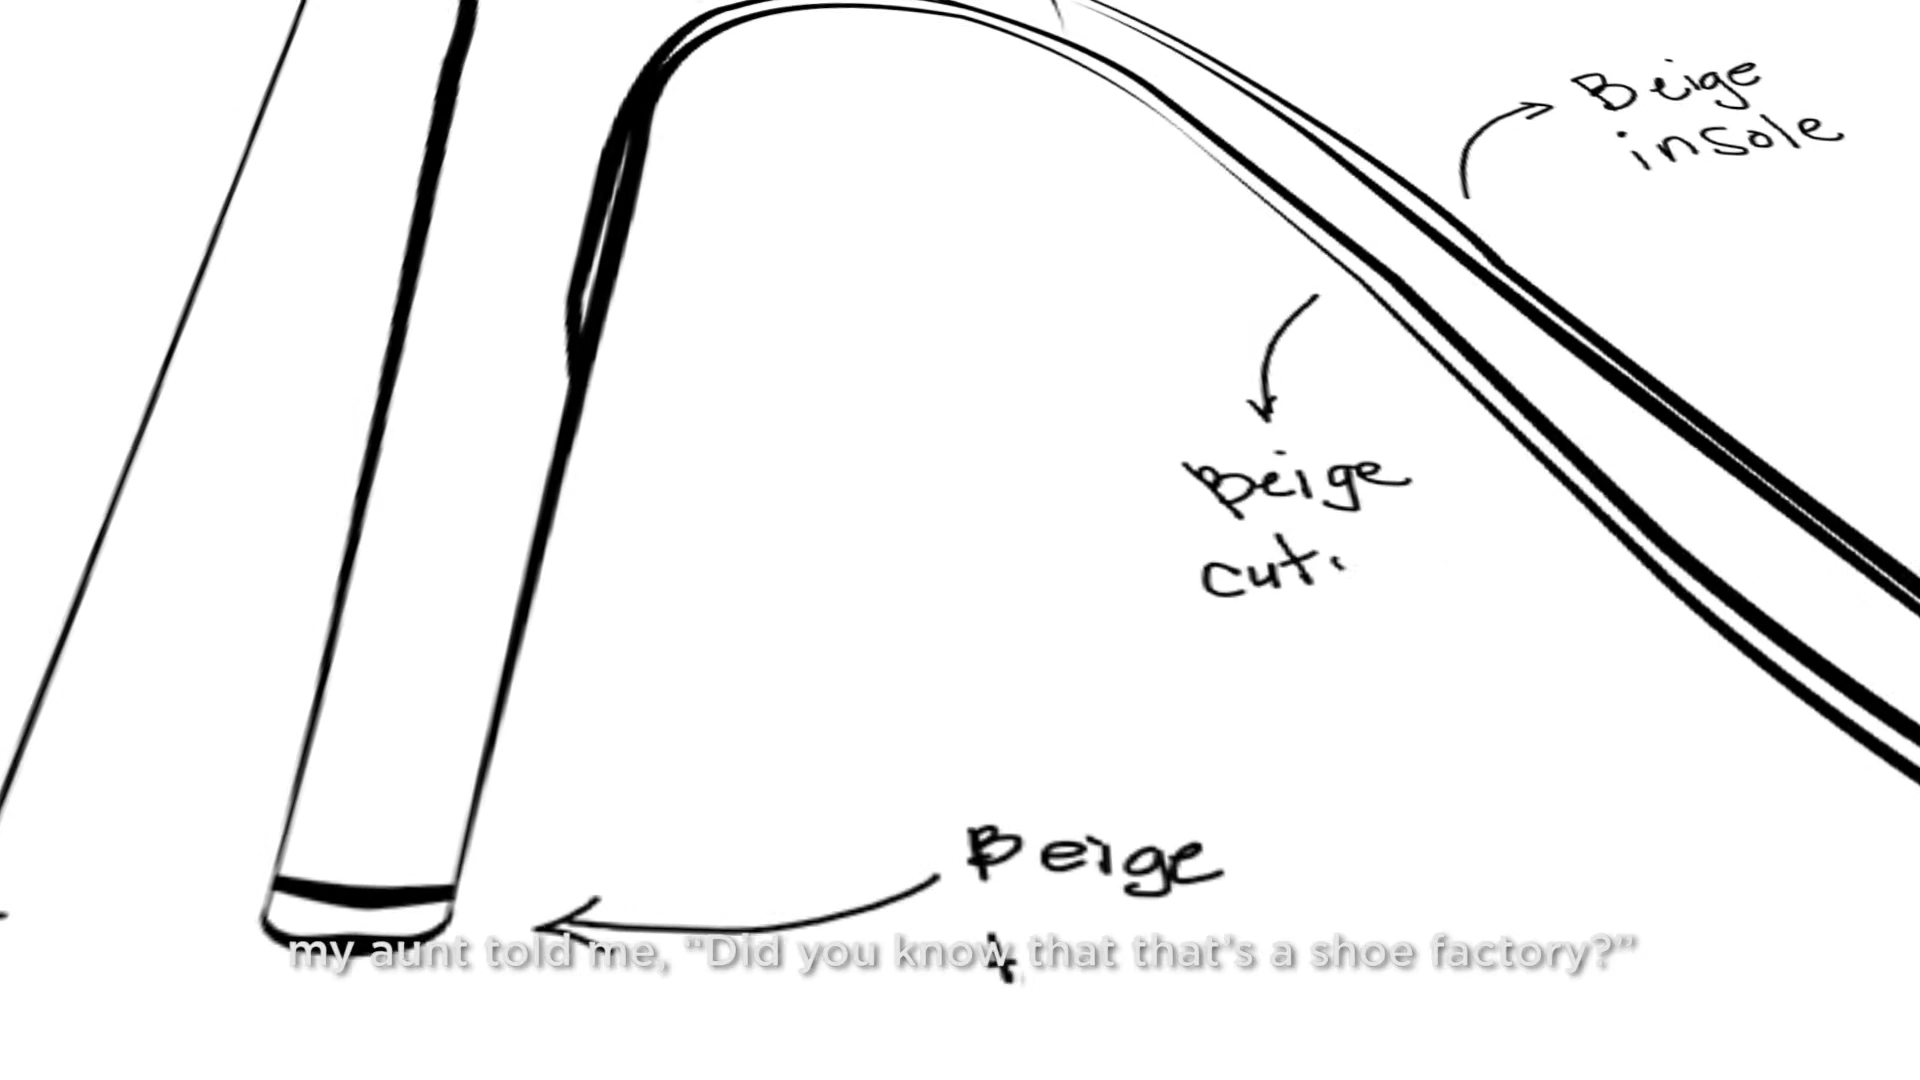 Beige
insole
Beige
cut.
Beige
+
my aunt told me, “Did you know that that’s a shoe factory?”